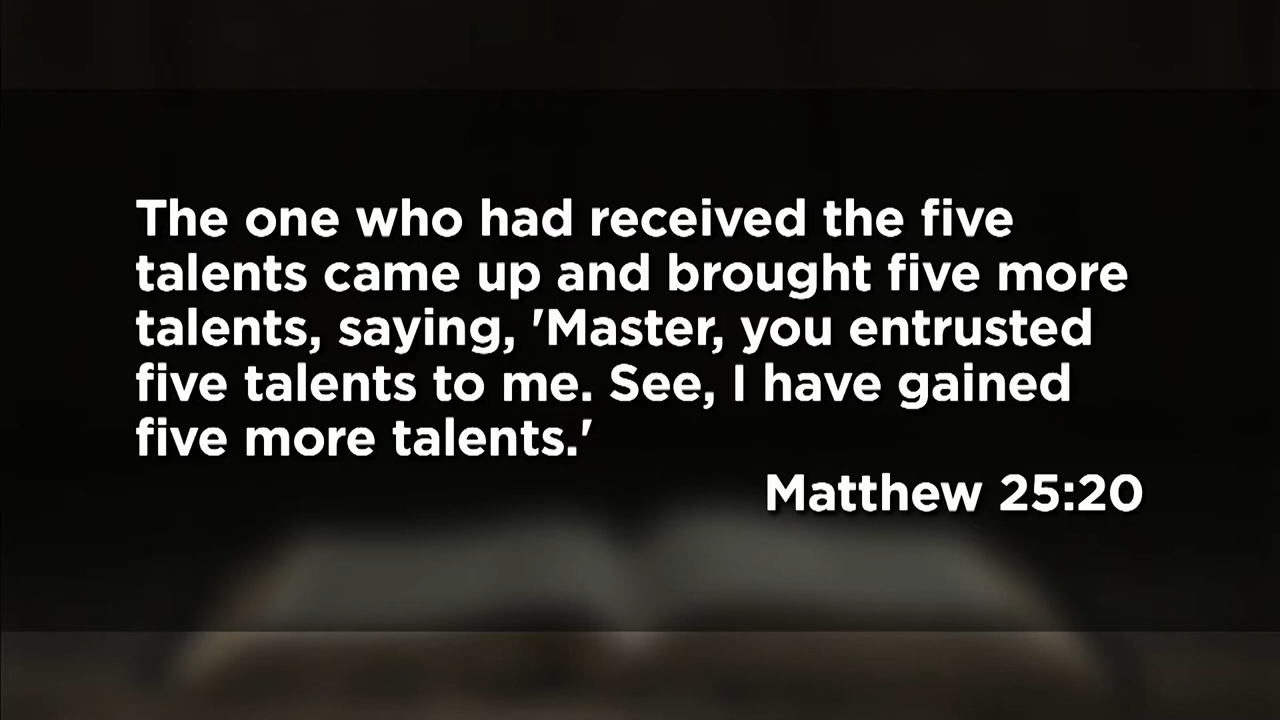 The one who had received the five
talents came up and brought five more
talents, saying, 'Master, you entrusted
five talents to me. See, I have gained
five more talents.'
Matthew 25:20